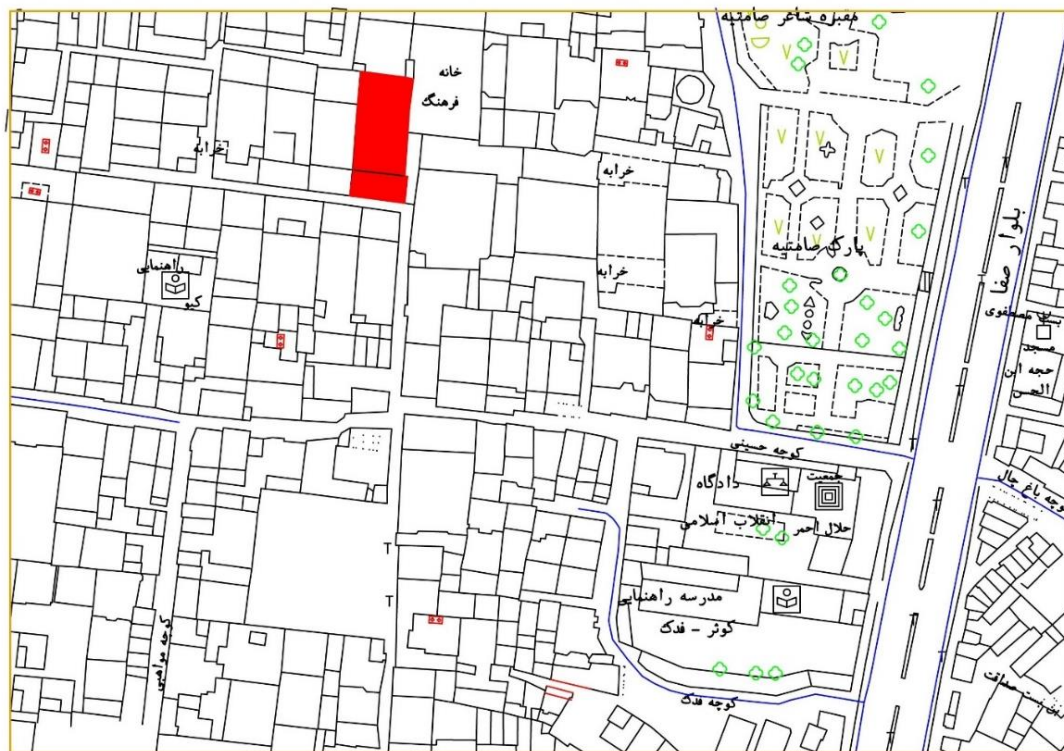 مقبره شاعر صامتیه
خانه
فرهنگ
خرابه
خرابه
بلوار صفا
پارک صامتیه
راهنمایی
خرابه
کیو
خرابه
مسجد
حجه ابن
الحسن
کوچه حسینی
جمعیت
دادگاه
کوچه باغ چال
انقلاب اسلامی
هلال احمر
مدرسه راهنمایی
کوثر - فدک
کوچه مواهبی
کوچه فدک